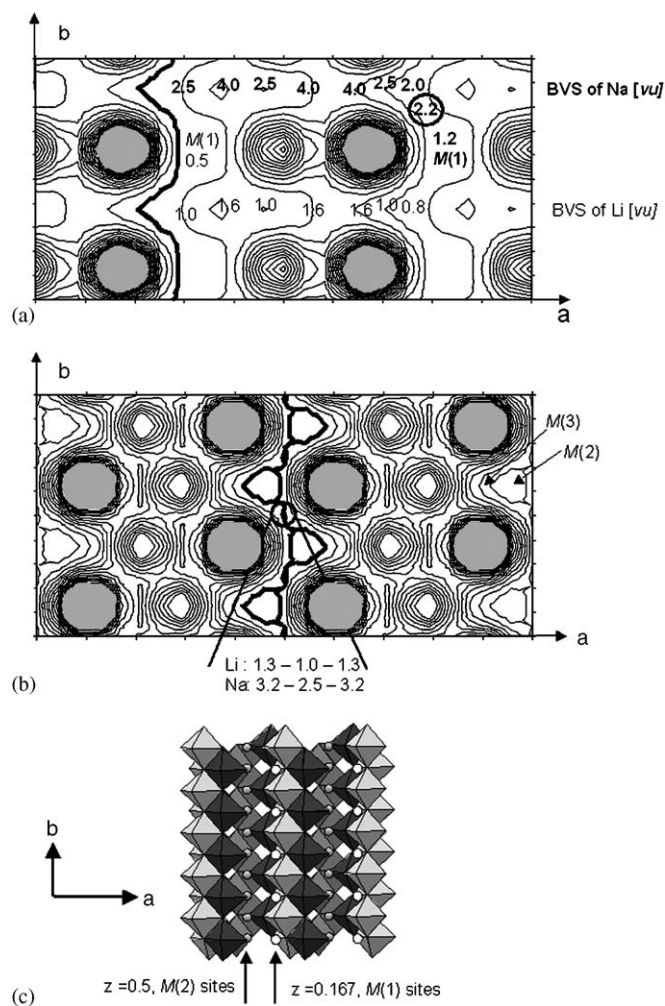 b
2.5 4.0 2.5 4.0 4.0 2.5 2.0 BVS of Na [vu]
2.2
M(1)
0.5
1.2
M(1)
1.0 1.6 1.0 1.6 1.6 1.0 0.8 BVS of Li [vu]
(a)
a
b
M(3)
M(2)
a
Li : 1.3 – 1.0 – 1.3
Na: 3.2 – 2.5 – 3.2
(b)
b
a
z =0.5, M(2) sites z =0.167, M(1) sites
(c)